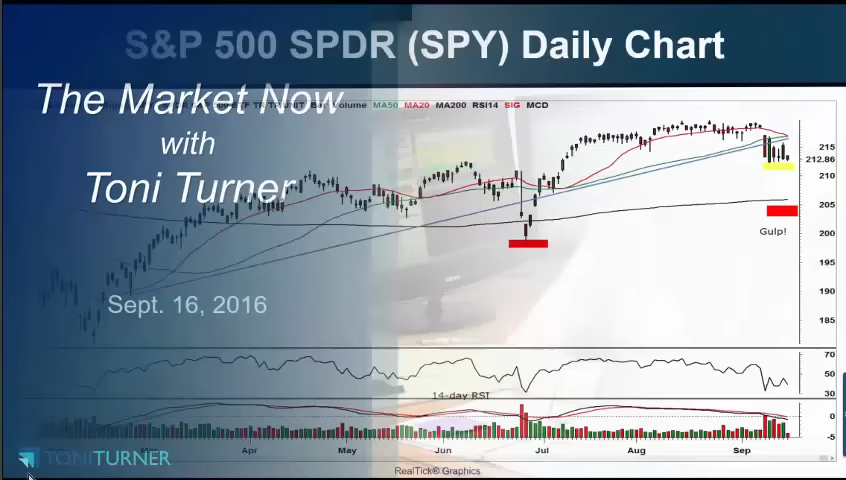 S&P 500 SPDR (SPY) Daily Chart
The Market Now
with
Toni Turner
Sept. 16, 2016
Volume MA50 MA20 MA200 RSI14 SIG MCD
215
212.86
210
205
200
195
190
185
Gulp!
70
50
30
14-day RSI
0
-5
Apr May Jun Jul Aug Sep
TONITURNER
RealTick® Graphics